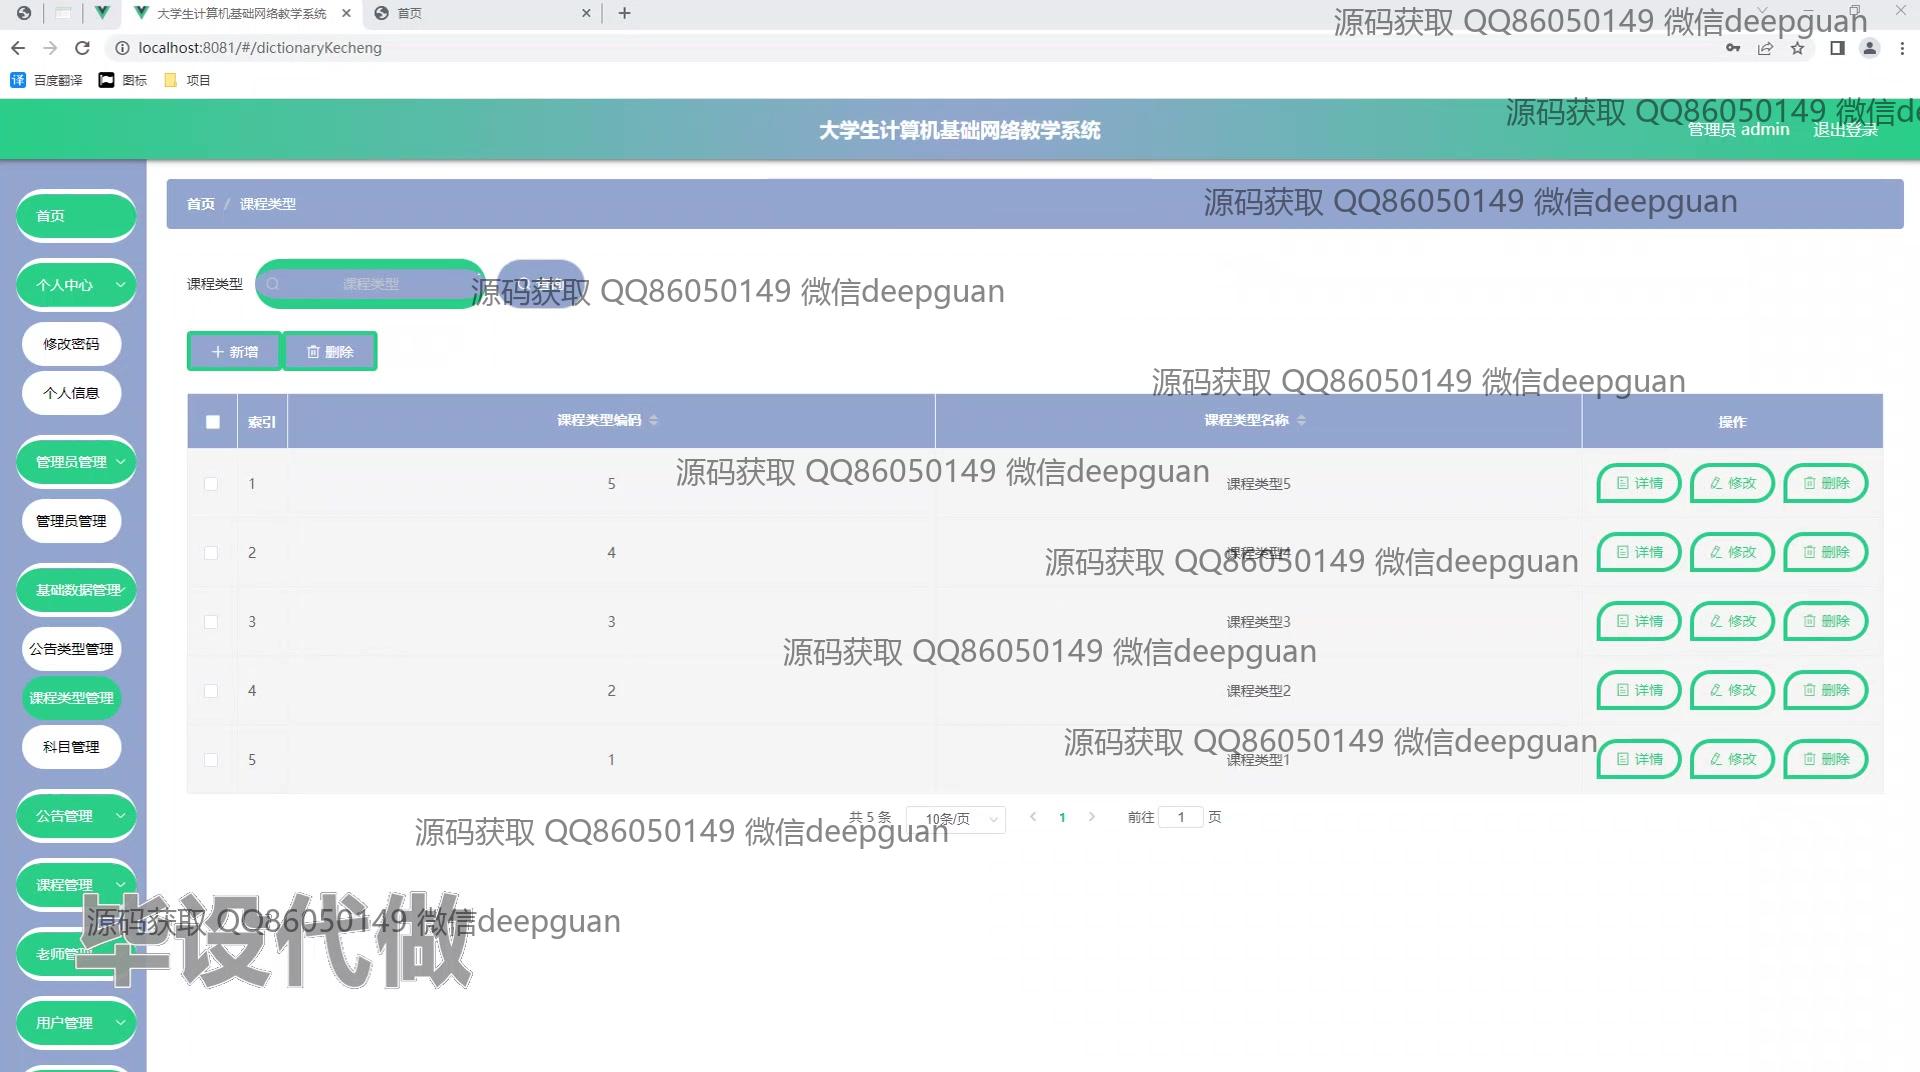 大学生计算机基础网络教学系统
首页
源码获取 QQ86050149 微信deepguan
localhost:8081/#/dictionaryKecheng
百度翻译
图标
项目
大学生计算机基础网络教学系统
源码获取 QQ86050149 微信de
管理员 admin
退出登录
首页
首页 / 课程类型
源码获取 QQ86050149 微信deepguan
个人中心
课程类型
课程类型
源码获取 QQ86050149 微信deepguan
修改密码
新增
删除
个人信息
源码获取 QQ86050149 微信deepguan
索引
课程类型编码
课程类型名称
操作
管理员管理
源码获取 QQ86050149 微信deepguan
1
5
课程类型5
详情
修改
删除
管理员管理
2
4
课程类型4
详情
修改
删除
源码获取 QQ86050149 微信deepguan
基础数据管理
3
3
课程类型3
详情
修改
删除
公告类型管理
源码获取 QQ86050149 微信deepguan
课程类型管理
4
2
课程类型2
详情
修改
删除
科目管理
源码获取 QQ86050149 微信deepguan
5
1
课程类型1
详情
修改
删除
公告管理
共 5 条
10条/页
1
前往 1 页
源码获取 QQ86050149 微信deepguan
课程管理
源码获取 QQ86050149 微信deepguan
毕设代做
老师管理
用户管理